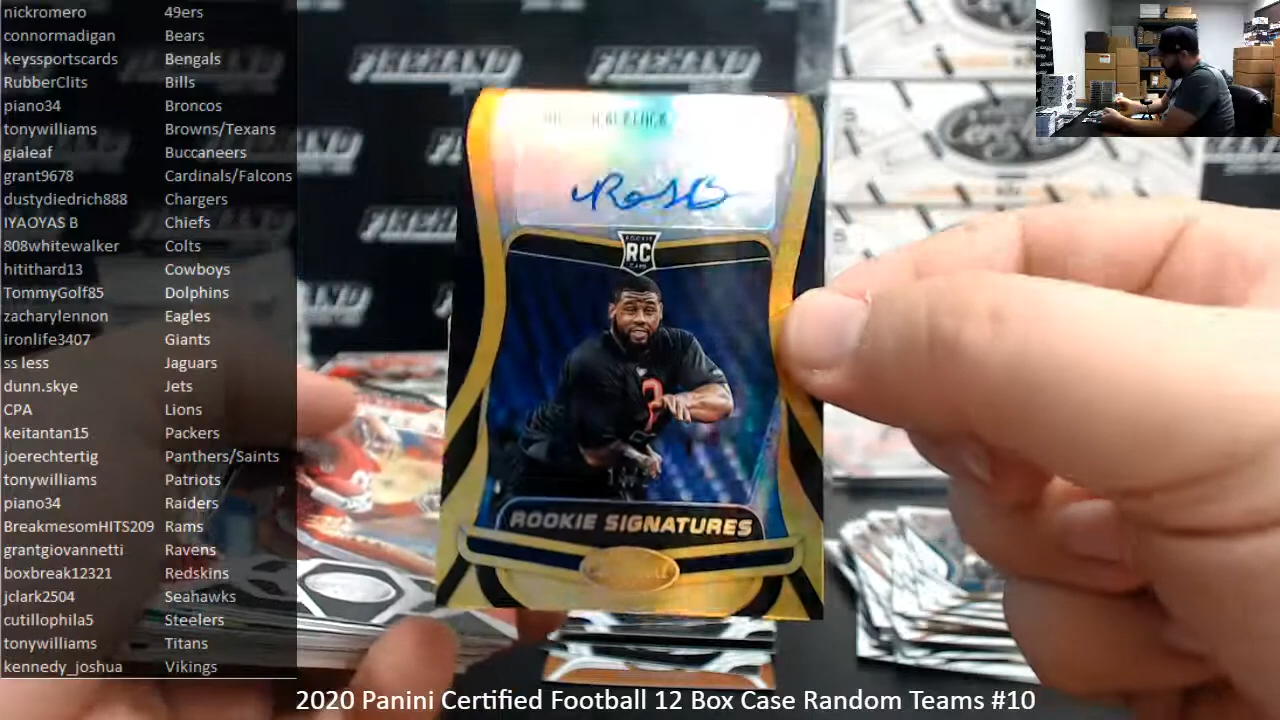 nickromero 49ers
connormadigan Bears
keyssportscards Bengals
RubberClits Bills
piano34 Broncos
tonywilliams Browns/Texans
gialeaf Buccaneers
grant9678 Cardinals/Falcons
dustydiedrich888 Chargers
IYAOYAS B Chiefs
808whitewalker Colts
hitithard13 Cowboys
TommyGolf85 Dolphins
zacharylennon Eagles
ironlife3407 Giants
ss less Jaguars
dunn.skye Jets
CPA Lions
keitantan15 Packers
joerechtertig Panthers/Saints
tonywilliams Patriots
piano34 Raiders
BreakmesomHITS209 Rams
grantgiovannetti Ravens
boxbreak12321 Redskins
jclark2504 Seahawks
cutillophila5 Steelers
tonywilliams Titans
kennedy_joshua Vikings
FIREHAND FIREHAND
ROOKIE
RC
CARD
ROOKIE SIGNATURES
2020 Panini Certified Football 12 Box Case Random Teams #10